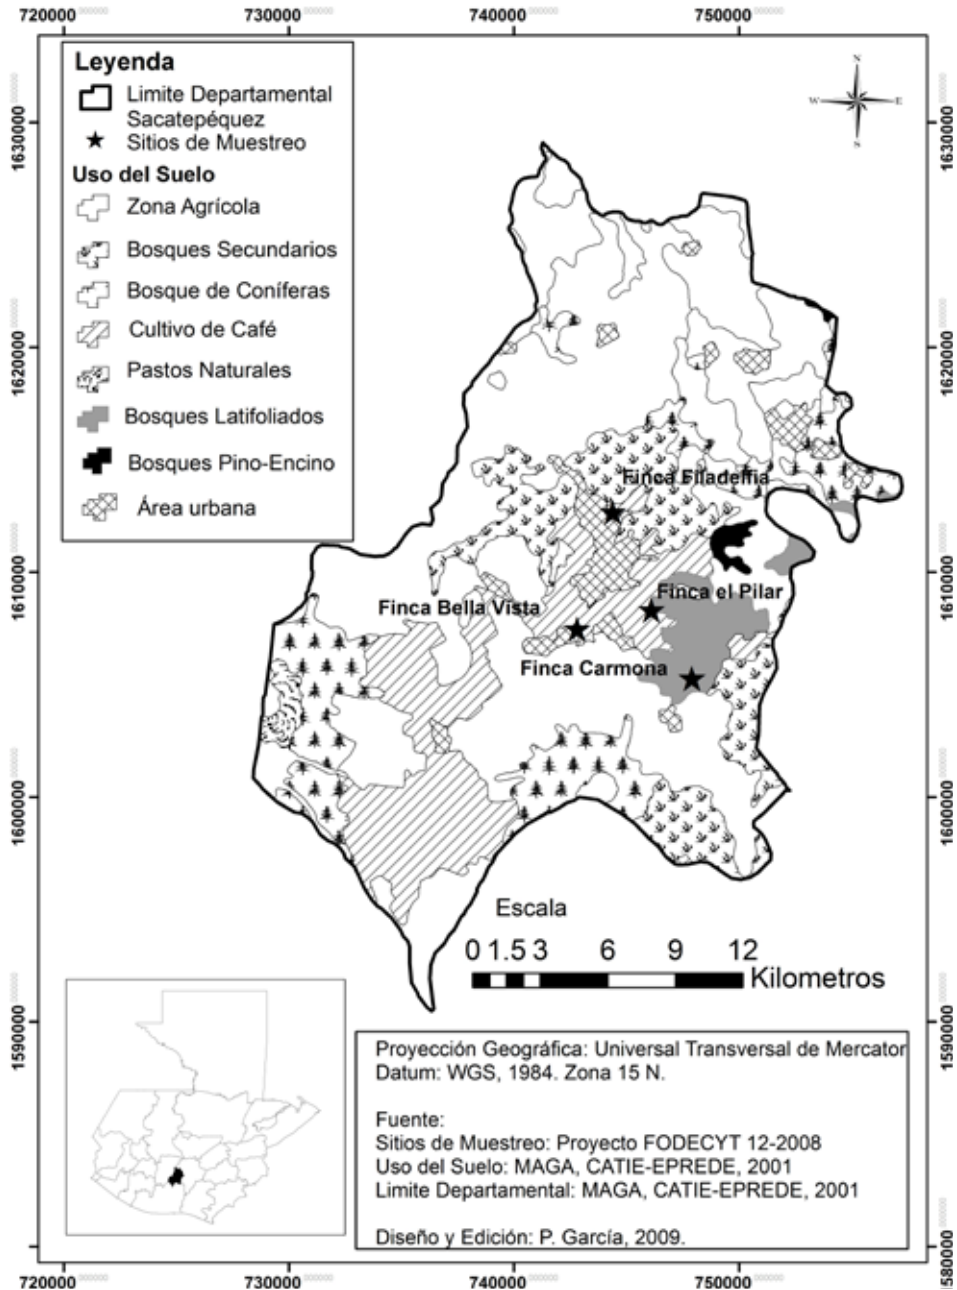 720000 730000 740000 750000
Leyenda
Limite Departamental
Sacatepéquez
Sitios de Muestreo
Uso del Suelo
Zona Agrícola
Bosques Secundarios
Bosque de Coníferas
Cultivo de Café
Pastos Naturales
Bosques Latifoliados
Bosques Pino-Encino
Área urbana
N
W E
S
1630000 1630000
1620000 1620000
1610000 1610000
1600000 1600000
1590000 1590000
1580000
Finca Filadelfia
Finca el Pilar
Finca Bella Vista
Finca Carmona
Escala
0 1.5 3 6 9 12
Kilometros
Proyección Geográfica: Universal Transversal de Mercator
Datum: WGS, 1984. Zona 15 N.
Fuente:
Sitios de Muestreo: Proyecto FODECYT 12-2008
Uso del Suelo: MAGA, CATIE-EPREDE, 2001
Limite Departamental: MAGA, CATIE-EPREDE, 2001
Diseño y Edición: P. García, 2009.
720000 730000 740000 750000